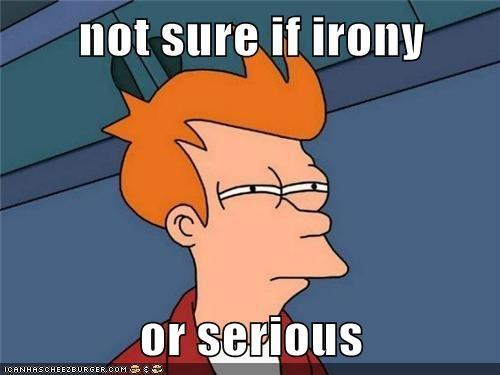 not sure if irony
or serious
ICANHASCHEEZBURGER.COM